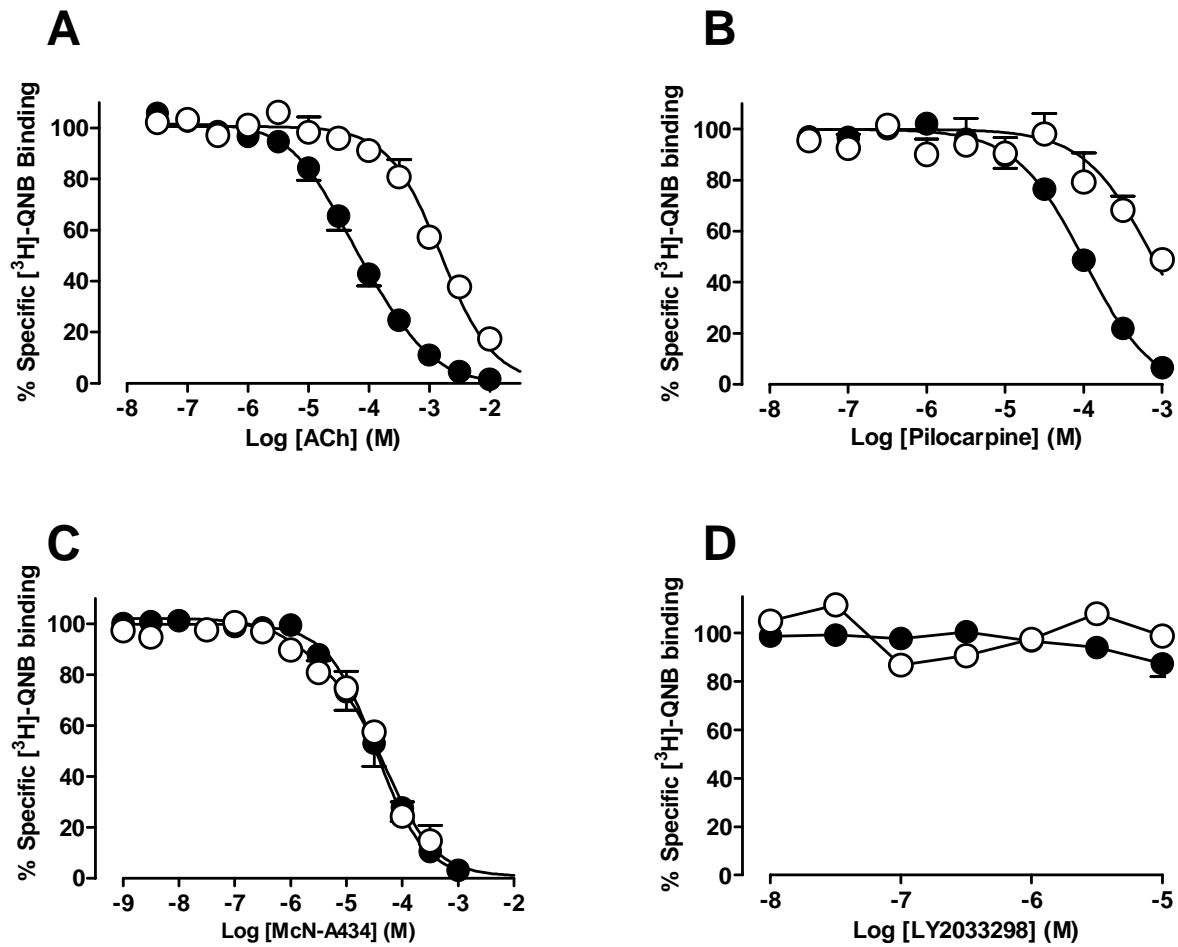 A
% Specific [³H]-QNB Binding
100
80
60
40
20
0
-8 -7 -6 -5 -4 -3 -2
Log [ACh] (M)
B
% Specific [³H]-QNB binding
100
80
60
40
20
0
-8 -7 -6 -5 -4 -3
Log [Pilocarpine] (M)
C
% Specific [³H]-QNB binding
100
80
60
40
20
0
-9 -8 -7 -6 -5 -4 -3 -2
Log [McN-A434] (M)
D
% Specific [³H]-QNB binding
100
80
60
40
20
0
-8 -7 -6 -5
Log [LY2033298] (M)